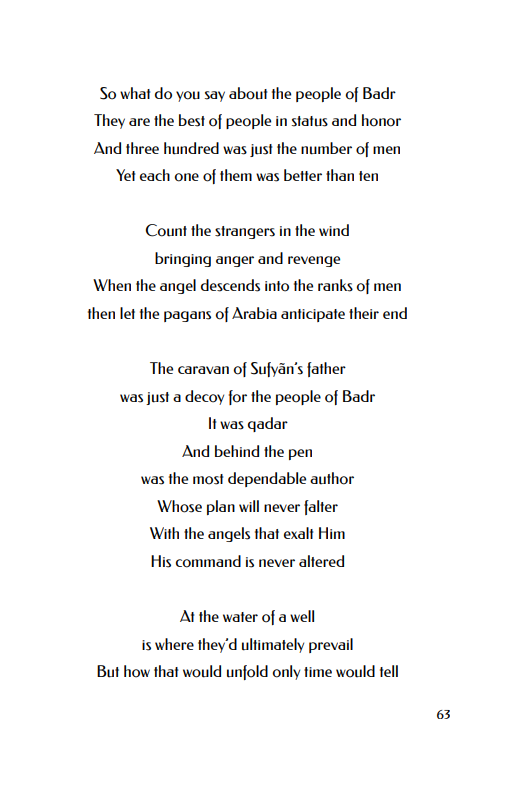 So what do you say about the people of Badr
They are the best of people in status and honor
And three hundred was just the number of men
Yet each one of them was better than ten
Count the strangers in the wind
bringing anger and revenge
When the angel descends into the ranks of men
then let the pagans of Arabia anticipate their end
The caravan of Sufyãn's father
was just a decoy for the people of Badr
It was qadar
And behind the pen
was the most dependable author
Whose plan will never falter
With the angels that exalt Him
His command is never altered
At the water of a well
is where they'd ultimately prevail
But how that would unfold only time would tell
63